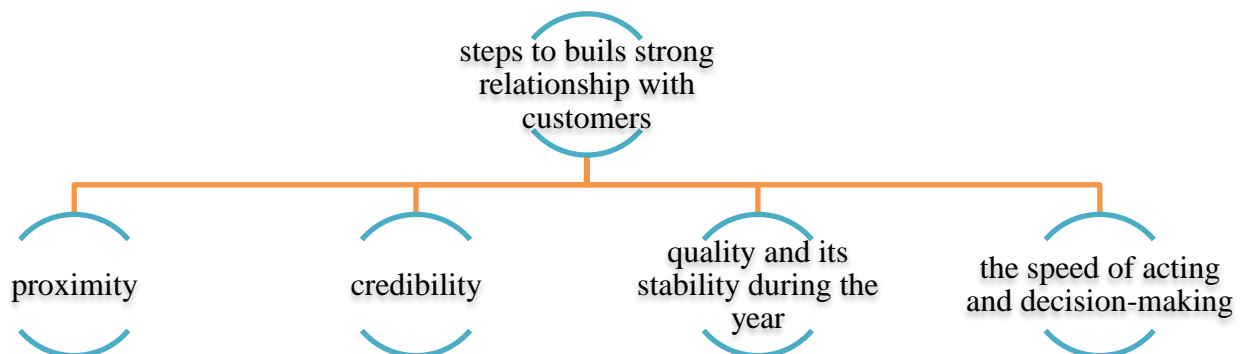 steps to buils strong
relationship with
customers
proximity
credibility
quality and its
stability during the
year
the speed of acting
and decision-making